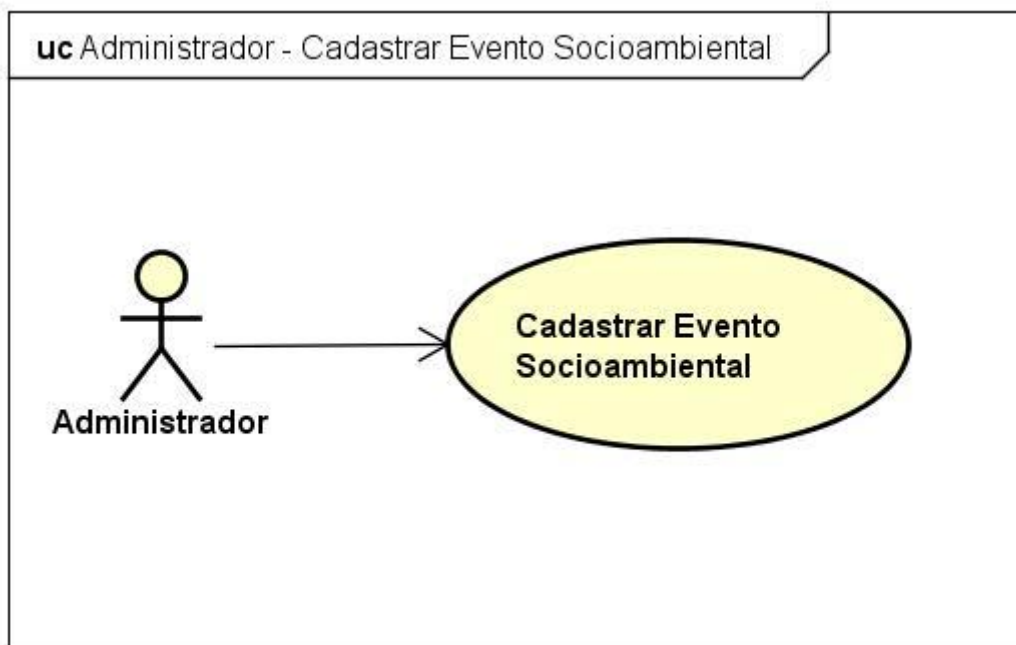 uc Administrador - Cadastrar Evento Socioambiental
Cadastrar Evento
Socioambiental
Administrador